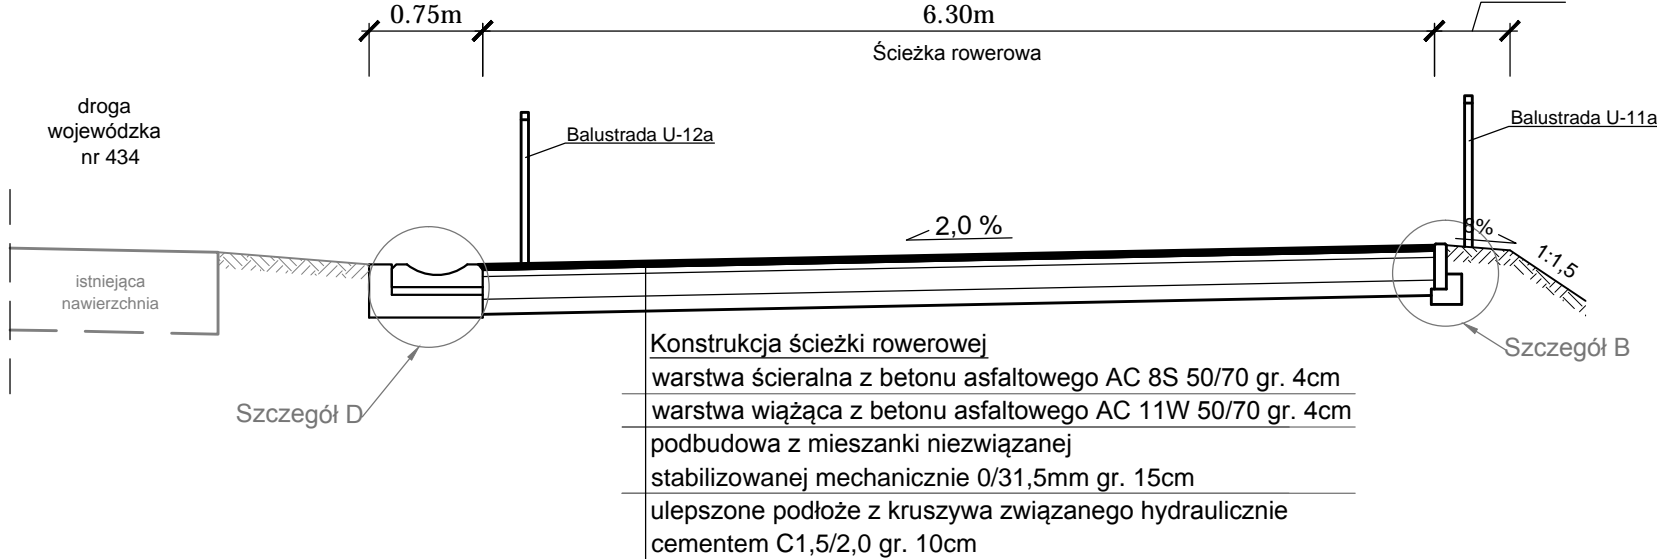 0.75m
6.30m
Ścieżka rowerowa
droga
wojewódzka
nr 434
Balustrada U-12a
Balustrada U-11a
2,0 %
8%
1:1,5
istniejąca
nawierzchnia
Szczegół D
Szczegół B
Konstrukcja ścieżki rowerowej
warstwa ścieralna z betonu asfaltowego AC 8S 50/70 gr. 4cm
warstwa wiążąca z betonu asfaltowego AC 11W 50/70 gr. 4cm
podbudowa z mieszanki niezwiązanej
stabilizowanej mechanicznie 0/31,5mm gr. 15cm
ulepszone podłoże z kruszywa związanego hydraulicznie
cementem C1,5/2,0 gr. 10cm